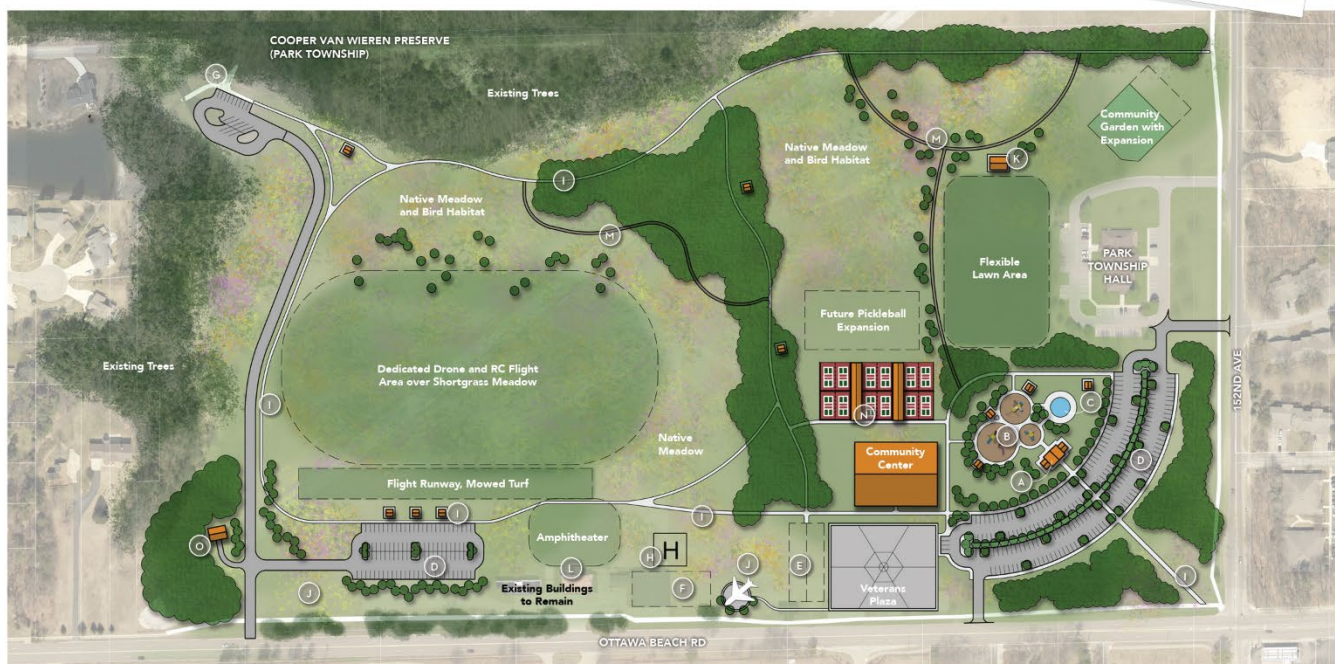 COOPER VAN WIEREN PRESERVE
(PARK TOWNSHIP)
G
Existing Trees
Community
Garden with
Expansion
M
Native Meadow
and Bird Habitat
K
I
Native Meadow
and Bird Habitat
M
Flexible
Lawn Area
PARK
TOWNSHIP
HALL
Future Pickleball
Expansion
Existing Trees
Dedicated Drone and RC Flight
Area over Shortgrass Meadow
152ND AVE
I
C
N
B
Native
Meadow
Community
Center
D
A
Flight Runway, Mowed Turf
I
I
Amphitheater
O
H
H
D
L
J
E
I
Existing Buildings
to Remain
F
Veterans
Plaza
J
OTTAWA BEACH RD